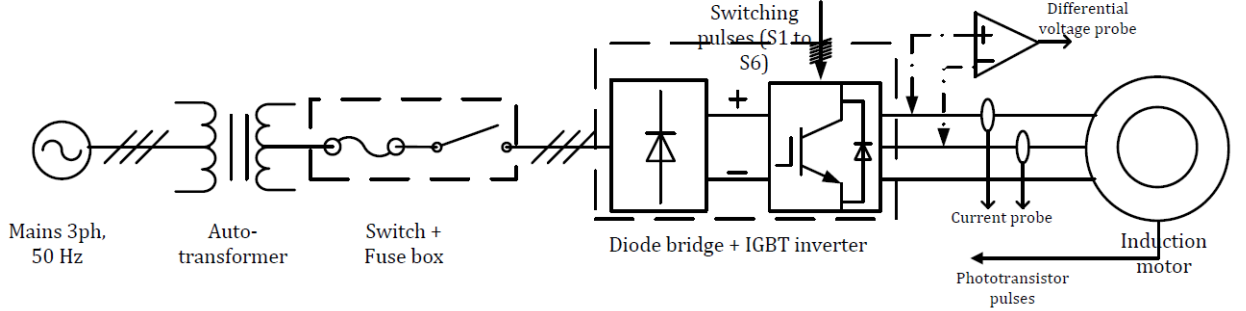 Switching
pulses (S1 to
S6)
Differential
voltage probe
+
−
+
−
Mains 3ph,
50 Hz
Auto-
transformer
Switch +
Fuse box
Diode bridge + IGBT inverter
Current probe
Induction
motor
Phototransistor
pulses